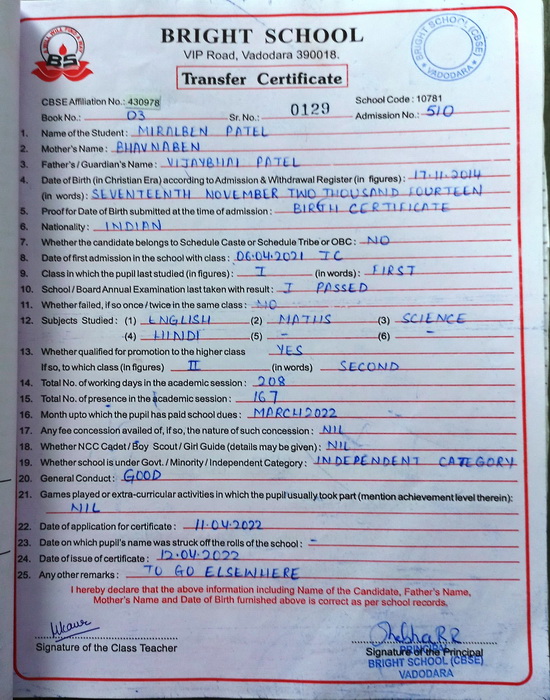 BRIGHT SCHOOL
VIP Road, Vadodara 390018.
Transfer Certificate
BS
BRIGHT SCHOOL (CBSE)
VADODARA
CBSE Affiliation No.: 430978 School Code : 10781
Book No.: 03 Sr. No.: 0129 Admission No.: 510
1. Name of the Student : MIRALBEN PATEL
2. Mother's Name : BHAVNABEN
3. Father's / Guardian's Name : VIJAYBHAI PATEL
4. Date of Birth (in Christian Era) according to Admission & Withdrawal Register (in figures) : 17.11.2014
(in words) : SEVENTEENTH NOVEMBER TWO THOUSAND FOURTEEN
5. Proof for Date of Birth submitted at the time of admission : BIRTH CERTIFICATE
6. Nationality : INDIAN
7. Whether the candidate belongs to Schedule Caste or Schedule Tribe or OBC : NO
8. Date of first admission in the school with class : 06.04.2021 I C
9. Class in which the pupil last studied (in figures) : I (in words) : FIRST
10. School / Board Annual Examination last taken with result : I PASSED
11. Whether failed, if so once / twice in the same class : NO
12. Subjects Studied : (1) ENGLISH (2) MATHS (3) SCIENCE
(4) HINDI (5) - (6) -
13. Whether qualified for promotion to the higher class YES
If so, to which class (in figures) II (in words) SECOND
14. Total No. of working days in the academic session : 208
15. Total No. of presence in the academic session : 167
16. Month upto which the pupil has paid school dues : MARCH 2022
17. Any fee concession availed of, if so, the nature of such concession : NIL
18. Whether NCC Cadet / Boy Scout / Girl Guide (details may be given) : NIL
19. Whether school is under Govt. / Minority / Independent Category : INDEPENDENT CATEGORY
20. General Conduct : GOOD
21. Games played or extra-curricular activities in which the pupil usually took part (mention achievement level therein) :
NIL
22. Date of application for certificate : 11.04.2022
23. Date on which pupil's name was struck off the rolls of the school : -
24. Date of issue of certificate : 12.04.2022
25. Any other remarks : TO GO ELSEWHERE
I hereby declare that the above information including Name of the Candidate, Father's Name,
Mother's Name and Date of Birth furnished above is correct as per school records.
Signature of the Class Teacher Signature of the Principal
PRINCIPAL
BRIGHT SCHOOL (CBSE)
VADODARA